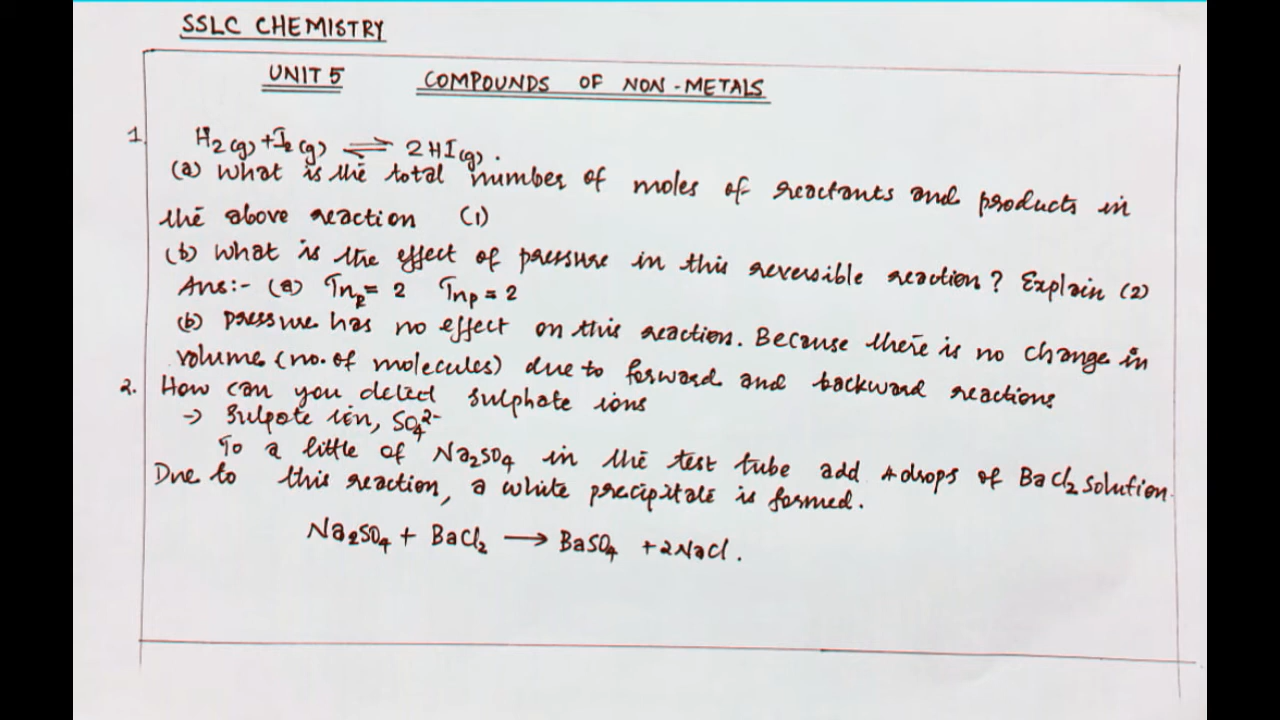 SSLC CHEMISTRY
UNIT 5 COMPOUNDS OF NON-METALS
1. H2(g)+I2(g) ⇌ 2HI(g).
(a) What is the total number of moles of reactants and products in
the above reaction (1)
(b) What is the effect of pressure in this reversible reaction? Explain (2)
Ans:- (a) TnR = 2 TnP = 2
(b) pressure has no effect on this reaction. Because there is no change in
volume (no. of molecules) due to forward and backward reactions
2. How can you detect sulphate ions
→ Sulpate ion, SO4²⁻
To a little of Na2SO4 in the test tube add 4 drops of BaCl2 solution.
Due to this reaction, a white precipitate is formed.
Na2SO4 + BaCl2 → BaSO4 + 2NaCl.